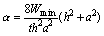 α = 8W_min / th²a² (h² + a²)